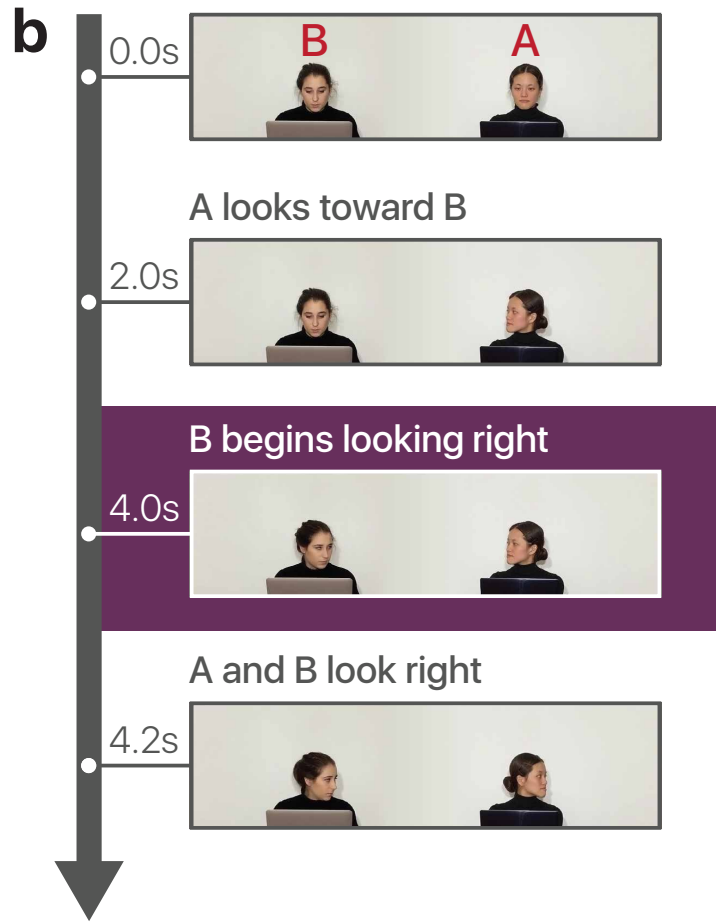 b
0.0s
B A
A looks toward B
2.0s
B begins looking right
4.0s
A and B look right
4.2s